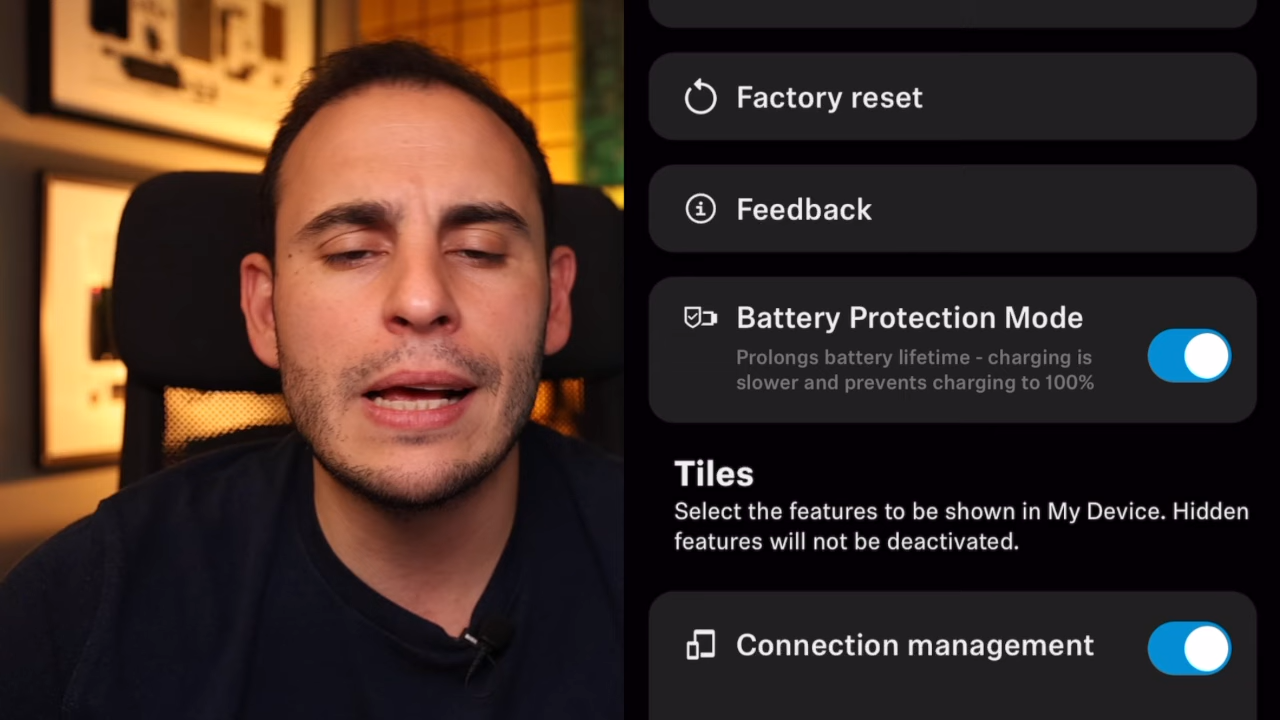 Factory reset
Feedback
Battery Protection Mode
Prolongs battery lifetime - charging is
slower and prevents charging to 100%
Tiles
Select the features to be shown in My Device. Hidden
features will not be deactivated.
Connection management